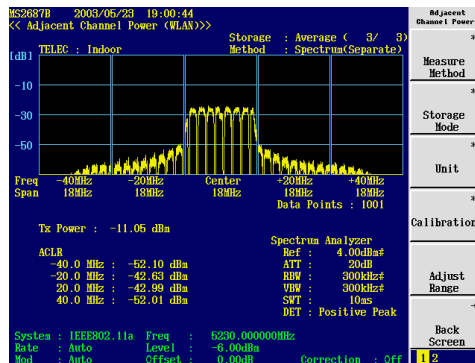 MS2687B 2003/05/23 19:00:44
<< Adjacent Channel Power (WLAN)>>
Storage : Average ( 3/ 3)
TELEC : Indoor Method : Spectrum(Separate)
[dB]
-10
-30
-50
Freq -40MHz -20MHz Center +20MHz +40MHz
Span 18MHz 18MHz 18MHz 18MHz 18MHz
Data Points : 1001
Tx Power : -11.05 dBm
Spectrum Analyzer
ACLR Ref : 4.00dBm#
-40.0 MHz : -52.10 dBm ATT : 20dB
-20.0 MHz : -42.63 dBm RBW : 300kHz#
20.0 MHz : -42.99 dBm VBW : 300kHz#
40.0 MHz : -52.01 dBm SWT : 10ms
DET : Positive Peak
System : IEEE802.11a Freq : 5230.000000MHz
Rate : Auto Level : -6.00dBm
Mod : Auto Offset : 0.00dB Correction : Off
Adjacent
Channel Power
*
Measure
Method
*
Storage
Mode
*
Unit
*
Calibration
Adjust
Range
Back
Screen
1 2